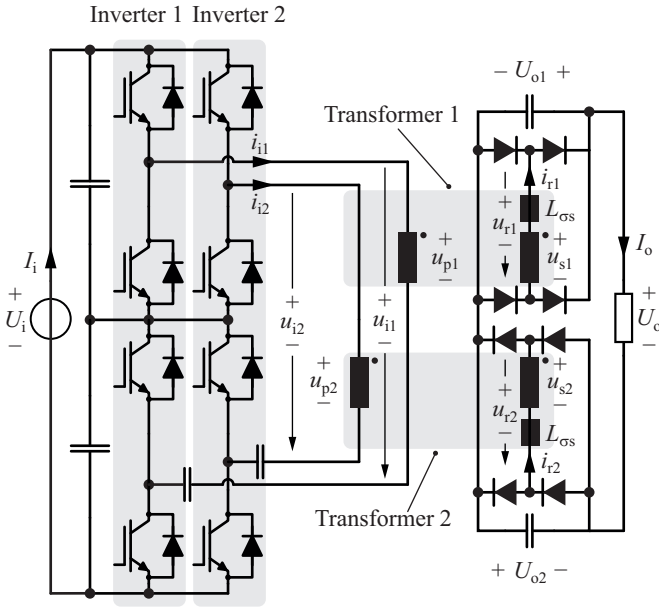 Inverter 1 Inverter 2
− U_o1 +
Transformer 1
i_i1
i_i2
i_r1
L_σs
+ u_r1 −
+ u_p1 −
+ u_s1 −
I_i
I_o
+ U_i −
+ U_o −
+ u_i2 −
+ u_i1 −
+ u_p2 −
+ u_s2 −
+ u_r2 −
L_σs
i_r2
Transformer 2
+ U_o2 −